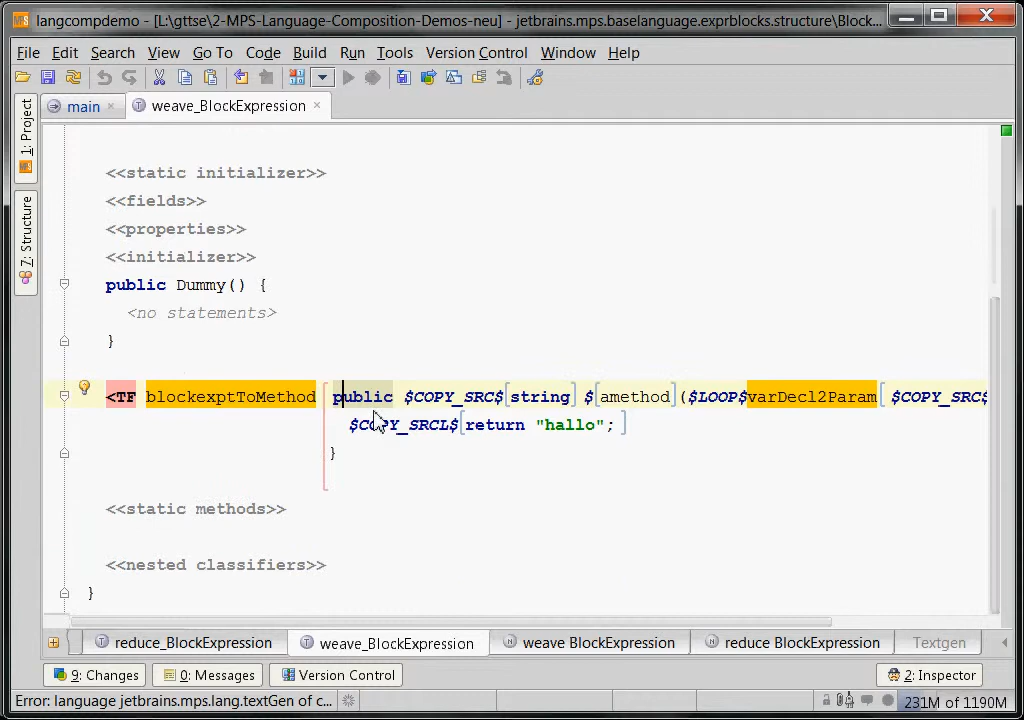 langcompdemo - [L:\gttse\2-MPS-Language-Composition-Demos-neu] - jetbrains.mps.baselanguage.exprblocks.structure\Block...
File Edit Search View Go To Code Build Run Tools Version Control Window Help
main weave_BlockExpression
1: Project
MPS
Z: Structure
<<static initializer>>
<<fields>>
<<properties>>
<<initializer>>
public Dummy() {
<no statements>
}
<TF blockexptToMethod [ public $COPY_SRC$[string] $[amethod]($LOOP$varDecl2Param[ $COPY_SRC$
$COPY_SRCL$[return "hallo"; ]
}
<<static methods>>
<<nested classifiers>>
}
reduce_BlockExpression weave_BlockExpression weave BlockExpression reduce BlockExpression Textgen
9: Changes 0: Messages Version Control 2: Inspector
Error: language jetbrains.mps.lang.textGen of c... 231M of 1190M